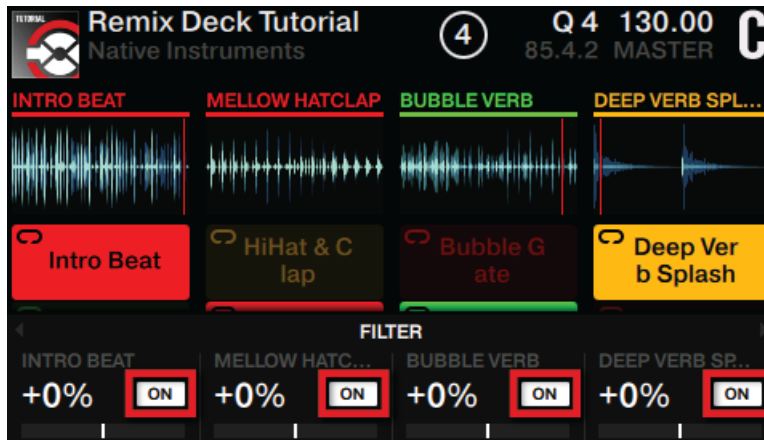 TUTORIAL
Remix Deck Tutorial
Native Instruments
4
Q 4 130.00
85.4.2 MASTER
C
INTRO BEAT
MELLOW HATCLAP
BUBBLE VERB
DEEP VERB SPL...
Intro Beat
HiHat & C
lap
Bubble G
ate
Deep Ver
b Splash
FILTER
INTRO BEAT
MELLOW HATC...
BUBBLE VERB
DEEP VERB SP...
+0% ON
+0% ON
+0% ON
+0% ON